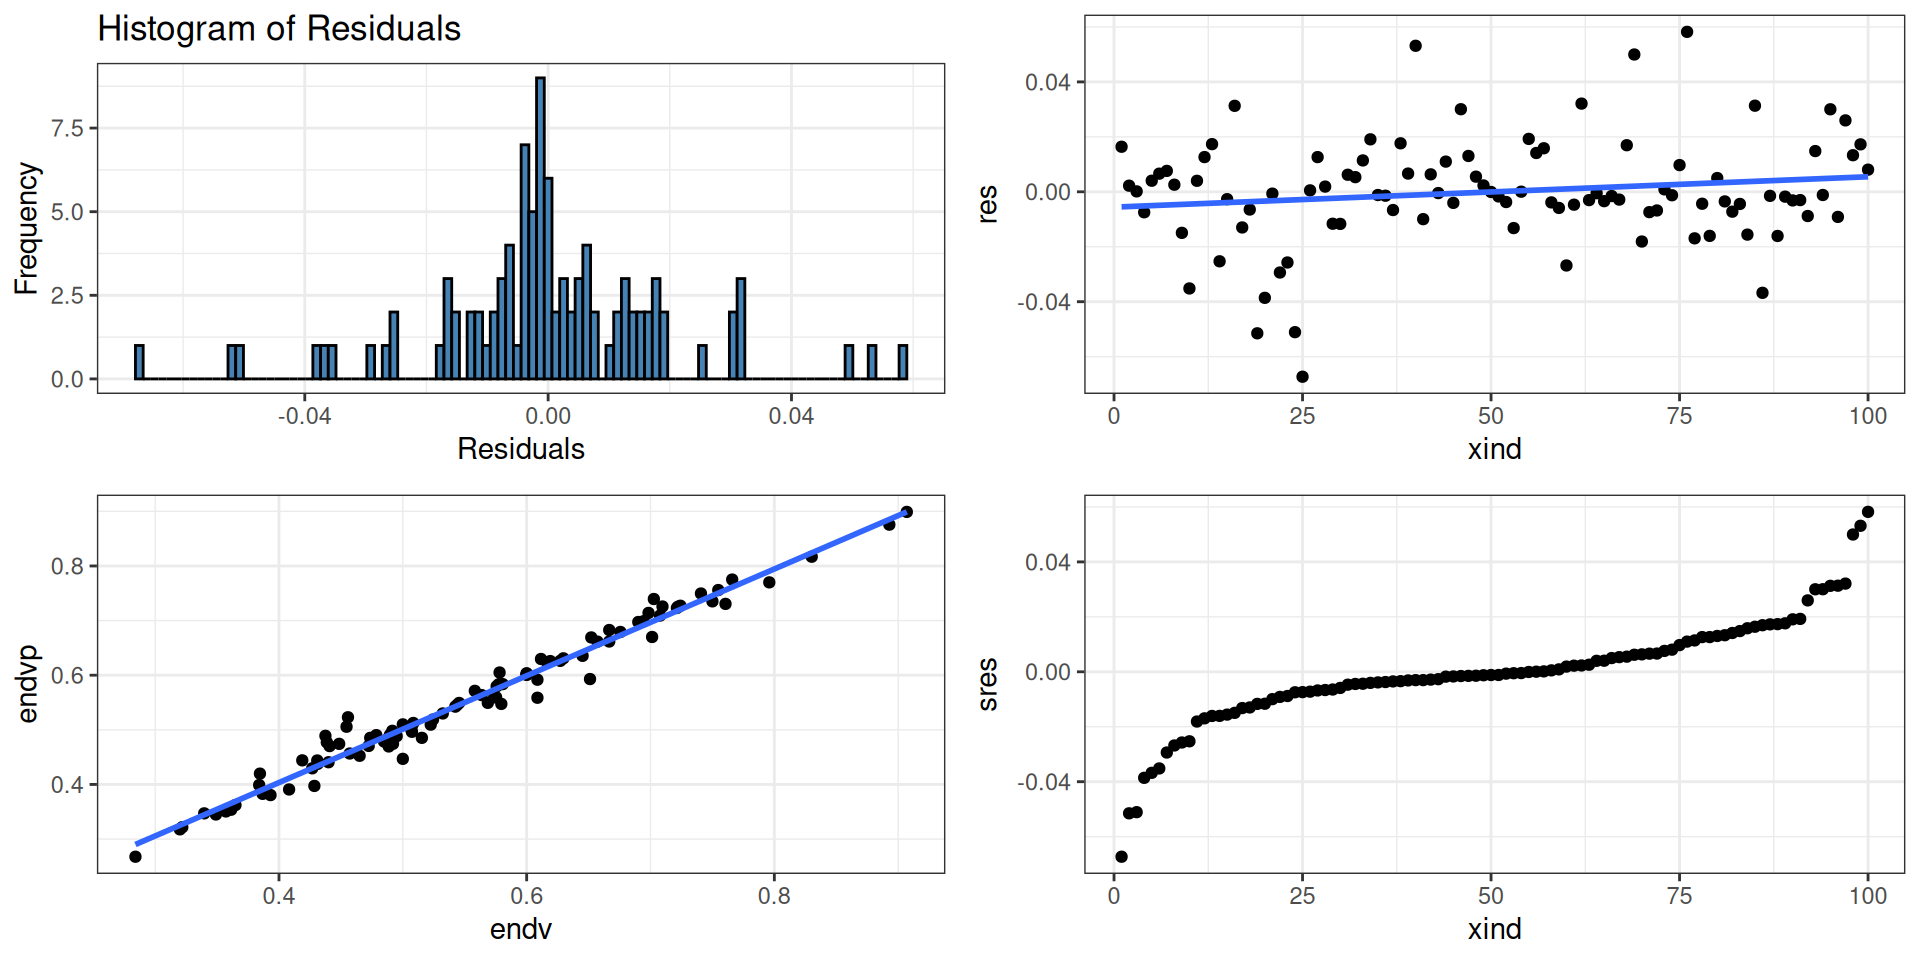 Histogram of Residuals
Frequency
7.5
5.0
2.5
0.0
-0.04 0.00 0.04
Residuals
res
0.04
0.00
-0.04
0 25 50 75 100
xind
endvp
0.8
0.6
0.4
0.4 0.6 0.8
endv
sres
0.04
0.00
-0.04
0 25 50 75 100
xind